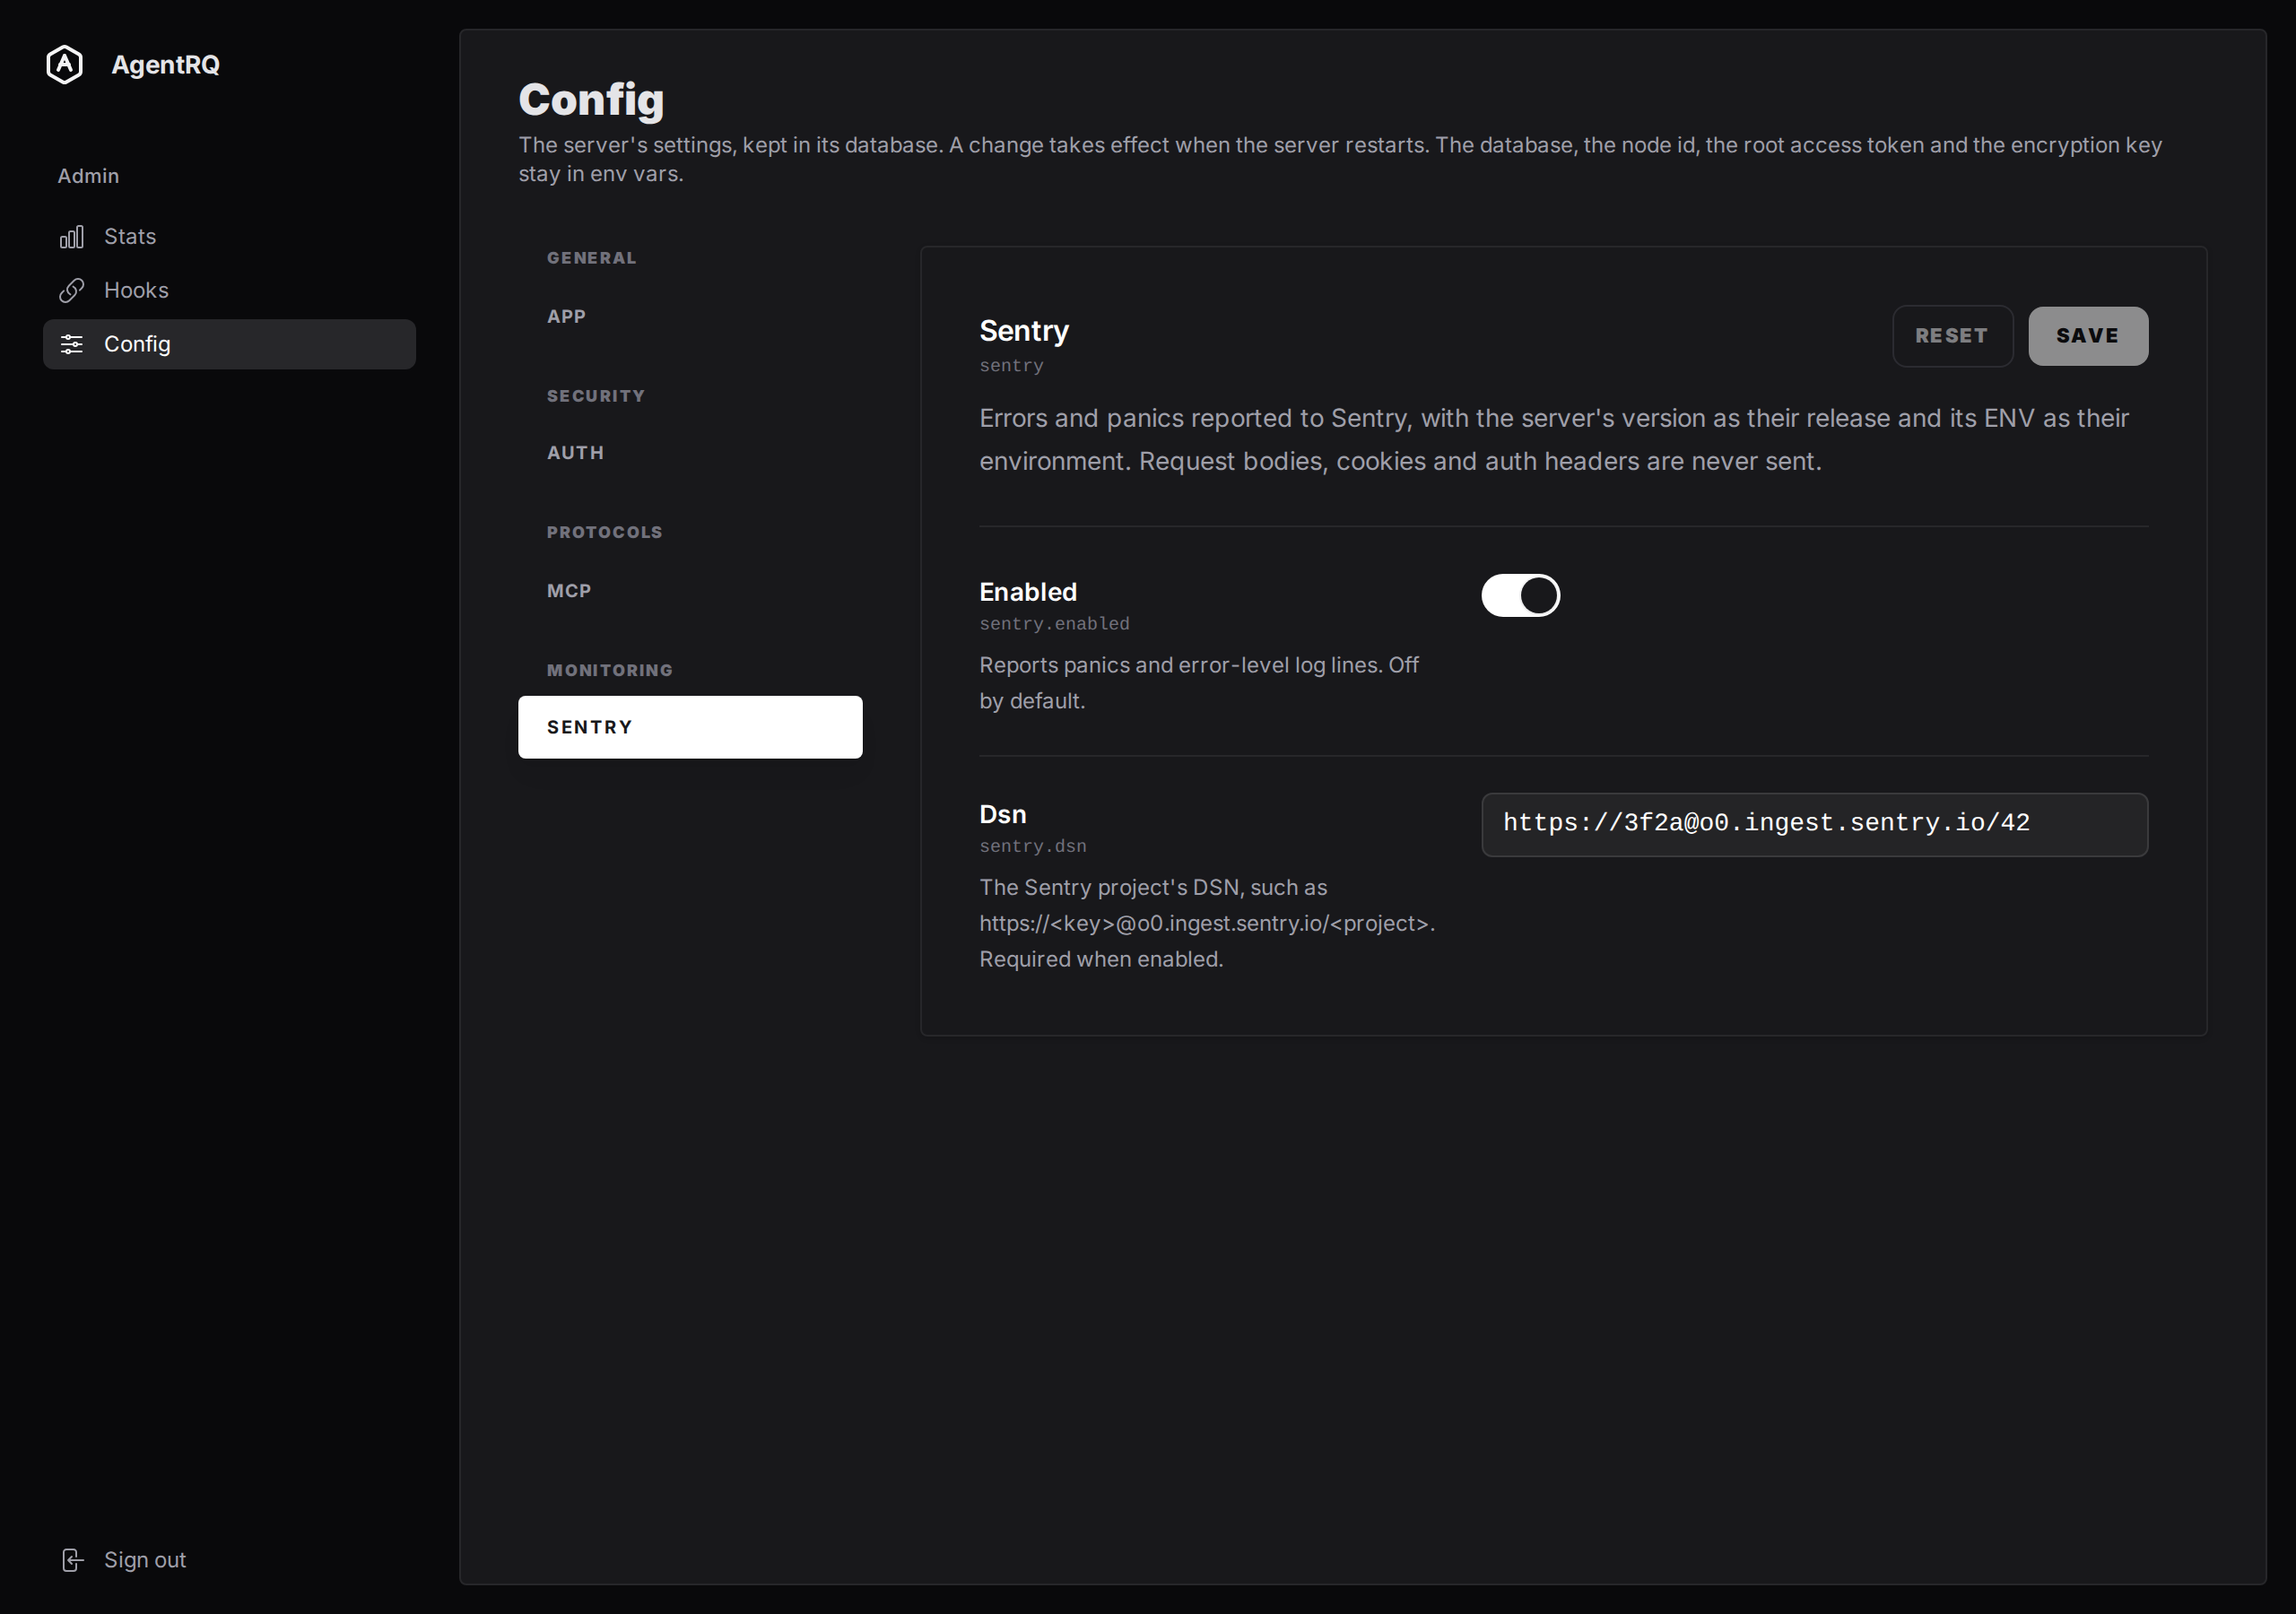 AgentRQ
Admin
Stats
Hooks
Config
Sign out
Config
The server's settings, kept in its database. A change takes effect when the server restarts. The database, the node id, the root access token and the encryption key
stay in env vars.
GENERAL
APP
SECURITY
AUTH
PROTOCOLS
MCP
MONITORING
SENTRY
Sentry
sentry
RESET
SAVE
Errors and panics reported to Sentry, with the server's version as their release and its ENV as their
environment. Request bodies, cookies and auth headers are never sent.
Enabled
sentry.enabled
Reports panics and error-level log lines. Off
by default.
Dsn
sentry.dsn
The Sentry project's DSN, such as
https://<key>@o0.ingest.sentry.io/<project>.
Required when enabled.
https://3f2a@o0.ingest.sentry.io/42